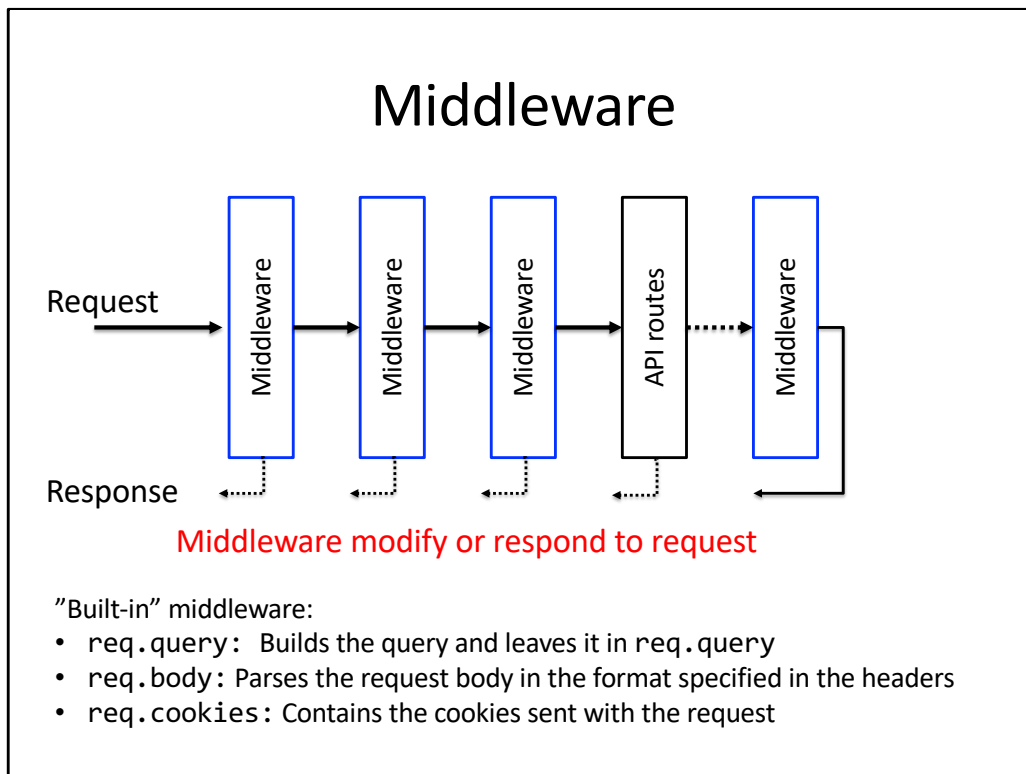 Middleware
Request
Middleware
Middleware
Middleware
API routes
Middleware
Response
Middleware modify or respond to request
”Built-in” middleware:
• req.query: Builds the query and leaves it in req.query
• req.body: Parses the request body in the format specified in the headers
• req.cookies: Contains the cookies sent with the request